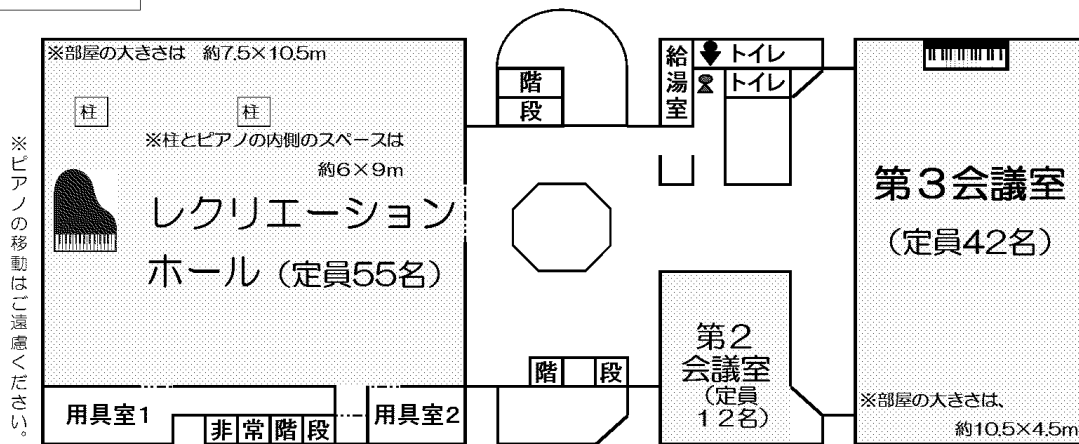 ※部屋の大きさは 約7.5×10.5m
柱
柱
※柱とピアノの内側のスペースは
約6×9m
レクリエーション
ホール（定員55名）
※ピアノの移動はご遠慮ください。
用具室1
非常階段
用具室2
階
段
階 段
給湯室
トイレ
トイレ
第2
会議室
（定員
12名）
第3会議室
（定員42名）
※部屋の大きさは、
約10.5×4.5m